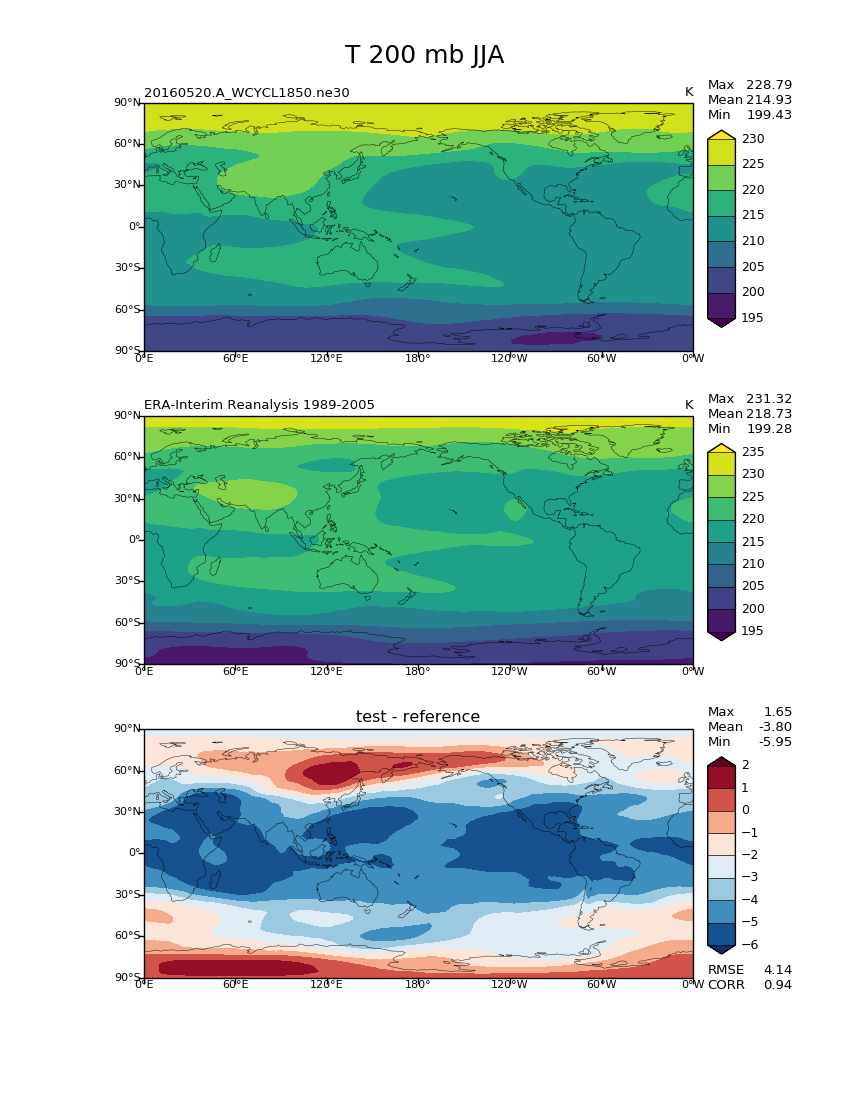 T 200 mb JJA
20160520.A_WCYCL1850.ne30 K
Max 228.79
Mean 214.93
Min 199.43
90°N
60°N
30°N
0°
30°S
60°S
90°S
0°E 60°E 120°E 180° 120°W 60°W 0°W
230
225
220
215
210
205
200
195
ERA-Interim Reanalysis 1989-2005 K
Max 231.32
Mean 218.73
Min 199.28
90°N
60°N
30°N
0°
30°S
60°S
90°S
0°E 60°E 120°E 180° 120°W 60°W 0°W
235
230
225
220
215
210
205
200
195
test - reference
Max 1.65
Mean -3.80
Min -5.95
90°N
60°N
30°N
0°
30°S
60°S
90°S
0°E 60°E 120°E 180° 120°W 60°W 0°W
2
1
0
−1
−2
−3
−4
−5
−6
RMSE 4.14
CORR 0.94